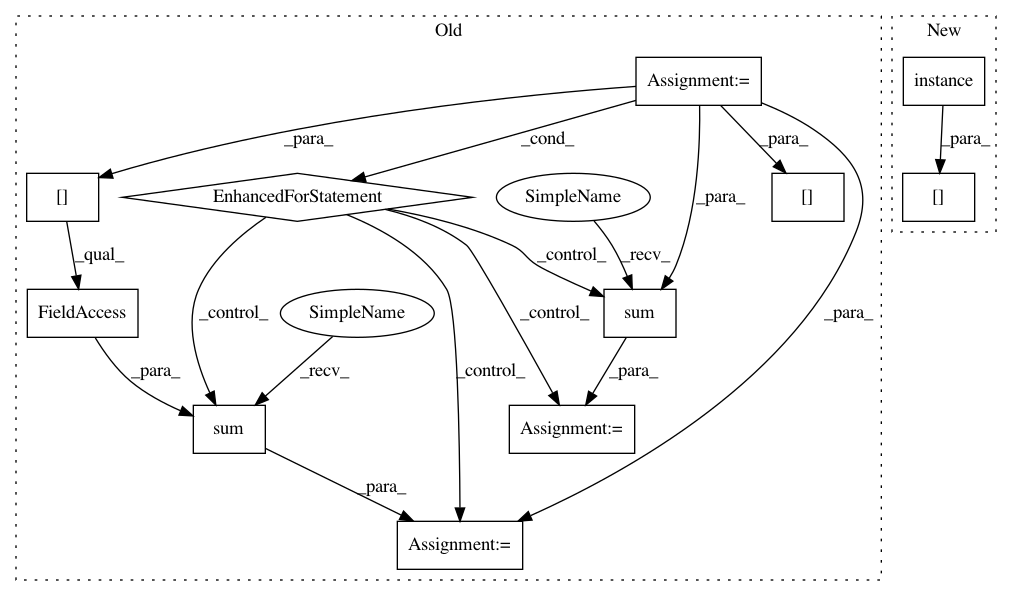 Old
New
Assignment:=
instance
_para_
_cond_
_para_
_para_
[]
EnhancedForStatement
SimpleName
_para_
[]
[]
_qual_
_control_
_recv_
FieldAccess
_control_
SimpleName
_control_
sum
_para_
_para_
_recv_
_control_
_para_
sum
Assignment:=
_para_
Assignment:=